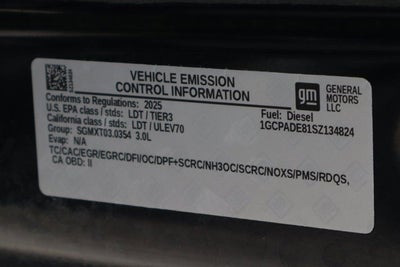 VEHICLE EMISSION
CONTROL INFORMATION
gm
GENERAL
MOTORS
LLC
Conforms to Regulations: 2025
U.S. EPA class / stds: LDT / TIER3
California class / stds: LDT / ULEV70
Group: SGMXT03.0354 3.0L
Evap: N/A
Fuel: Diesel
1GCPADE81SZ134824
TC/CAC/EGR/EGRC/DFI/OC/DPF+SCRC/NH3OC/SCRC/NOXS/PMS/RDQS,
CA OBD: II